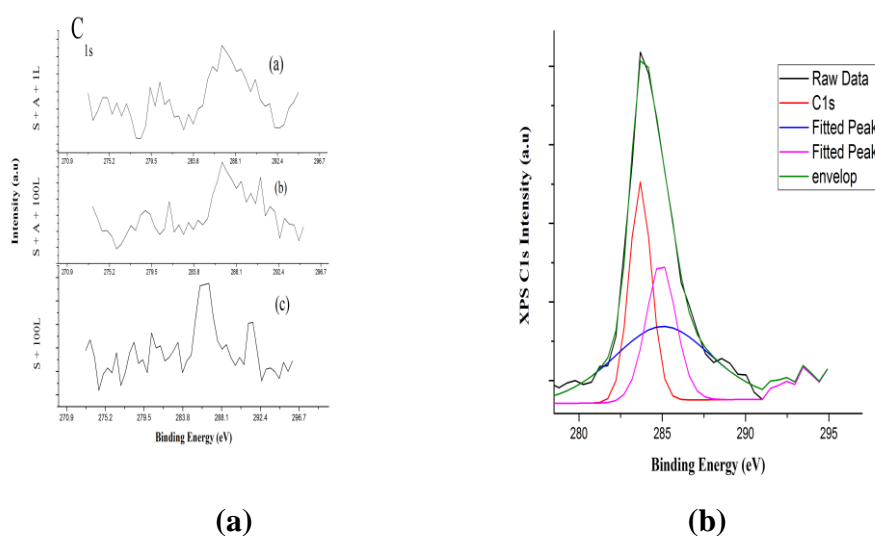 C 1s
(a)
S + A + 1L
270.9 275.2 279.5 283.8 288.1 292.4 296.7
(b)
S + A + 100L
270.9 275.2 279.5 283.8 288.1 292.4 296.7
(c)
S + 100L
270.9 275.2 279.5 283.8 288.1 292.4 296.7
Intensity (a.u)
Binding Energy (eV)
(a)
XPS C1s Intensity (a.u)
Raw Data
C1s
Fitted Peak
Fitted Peak
envelop
280 285 290 295
Binding Energy (eV)
(b)